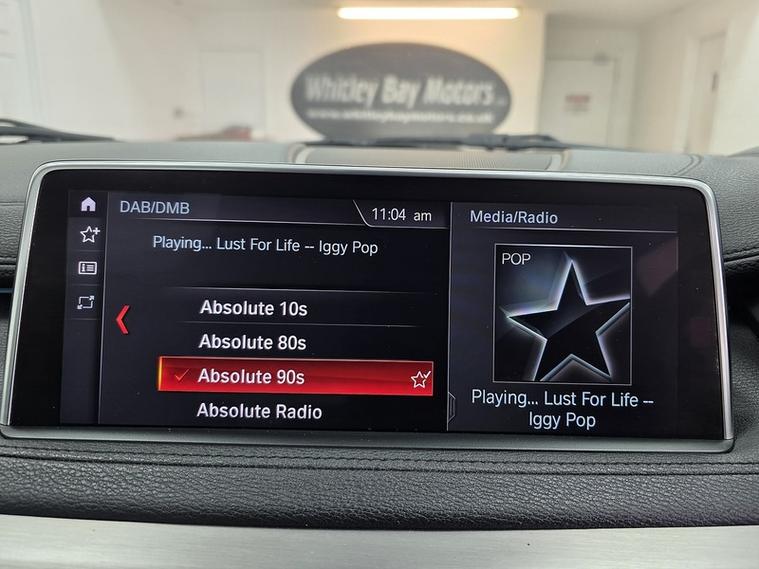 Whitley Bay Motors
www.whitleybaymotors.co.uk
DAB/DMB
11:04 am
Media/Radio
Playing... Lust For Life -- Iggy Pop
POP
Absolute 10s
Absolute 80s
Absolute 90s
Absolute Radio
Playing... Lust For Life --
Iggy Pop